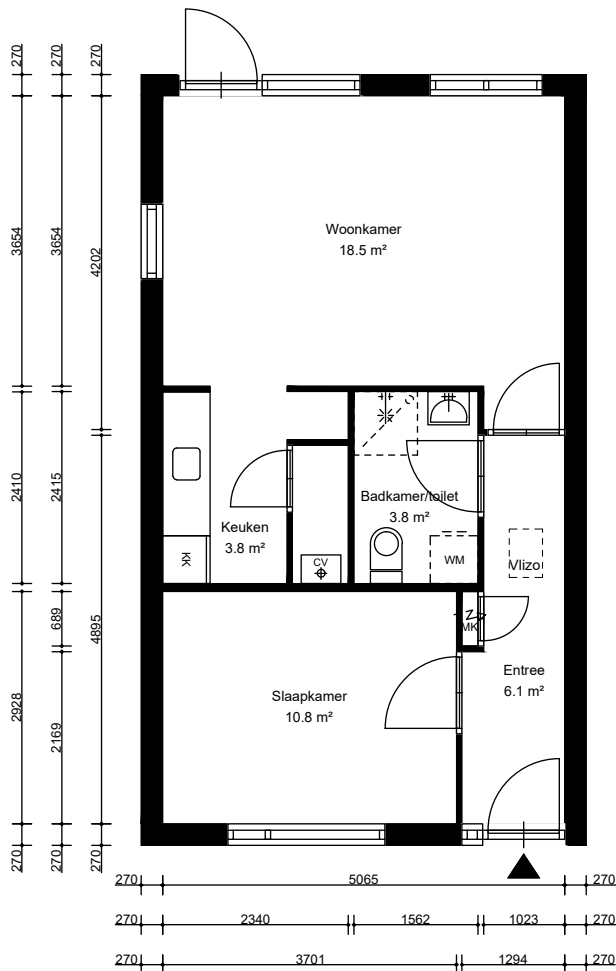 270
270
270
3654
3654
4202
2410
2415
689
4895
2928
2169
270
270
270
Woonkamer
18.5 m²
Keuken
3.8 m²
KK
CV
Badkamer/toilet
3.8 m²
WM
Vlizo
MK
Entree
6.1 m²
Slaapkamer
10.8 m²
270
5065
270
270
2340
1562
1023
270
270
3701
1294
270